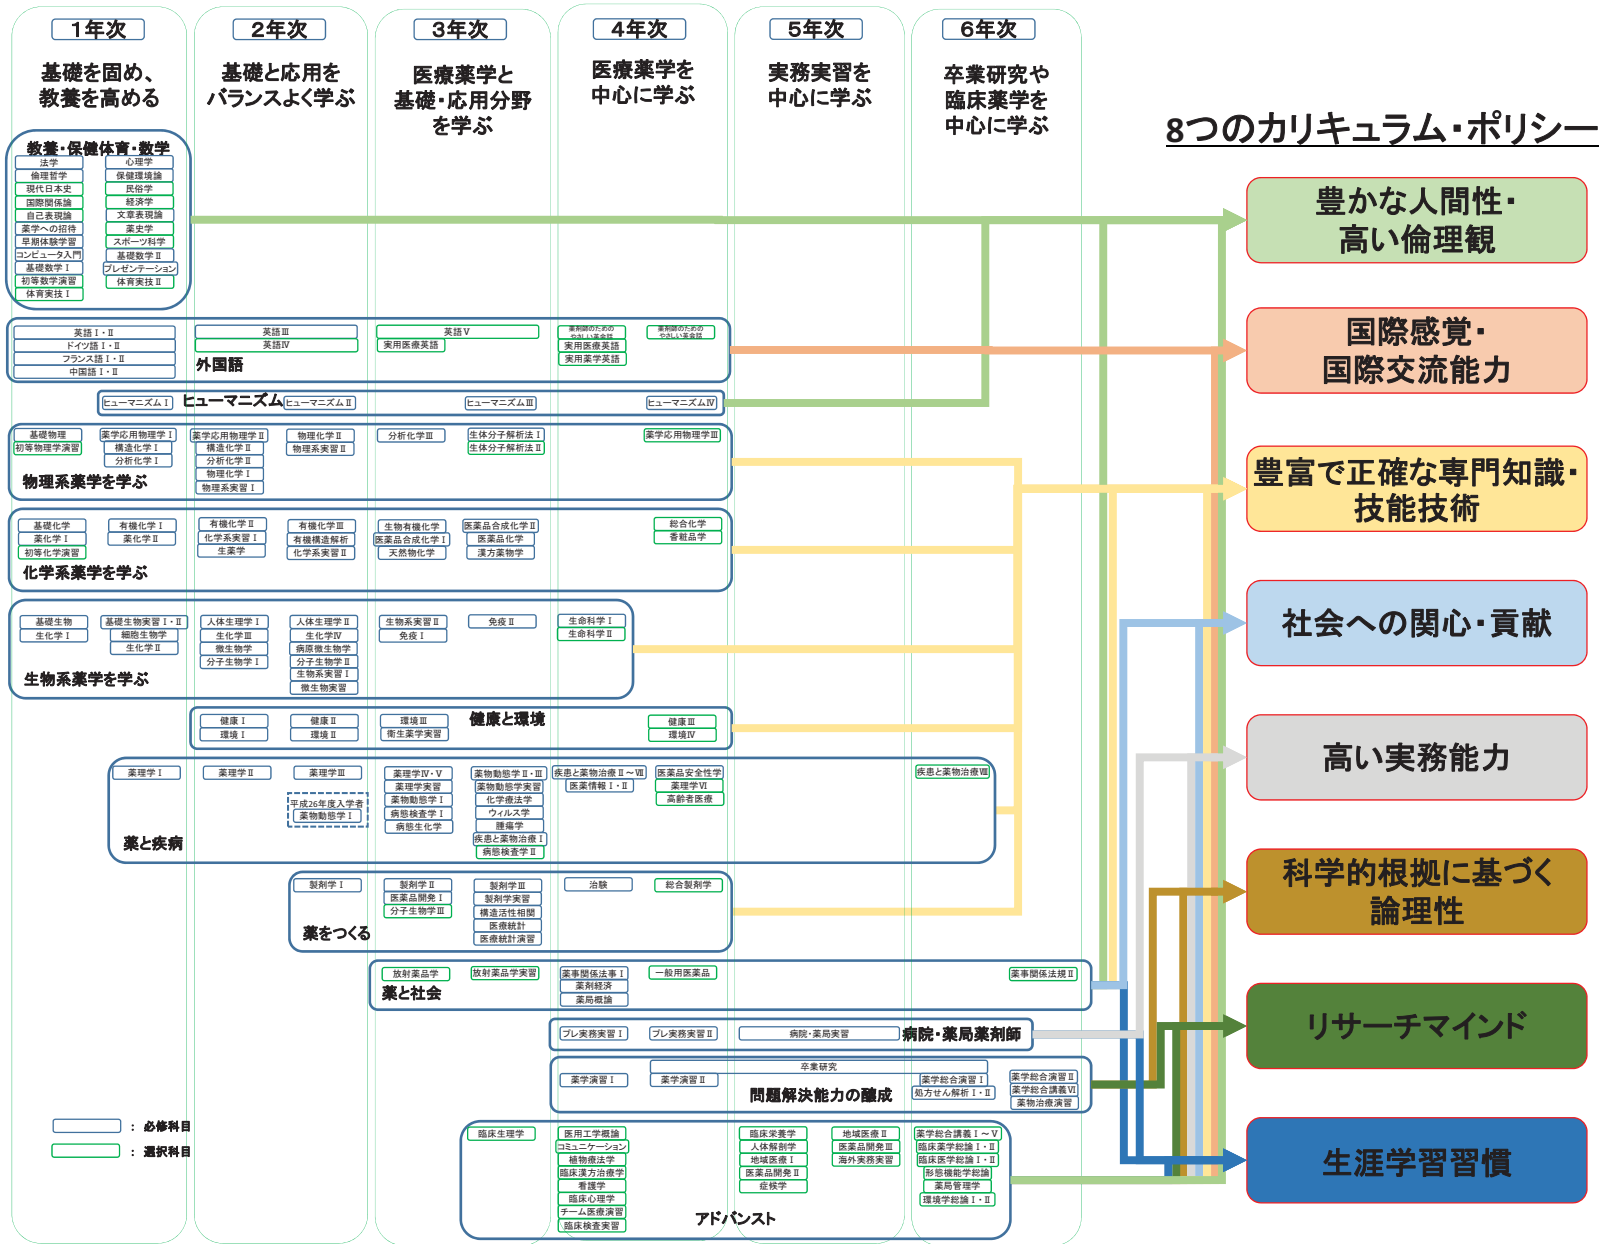 1年次
基礎を固め、
教養を高める
2年次
基礎と応用を
バランスよく学ぶ
3年次
医療薬学と
基礎・応用分野
を学ぶ
4年次
医療薬学を
中心に学ぶ
5年次
実務実習を
中心に学ぶ
6年次
卒業研究や
臨床薬学を
中心に学ぶ
8つのカリキュラム・ポリシー
教養・保健体育・数学
法学
心理学
倫理哲学
保健環境論
現代日本史
民俗学
国際関係論
経済学
自己表現論
文章表現論
薬学への招待
薬史学
早期体験学習
スポーツ科学
コンピュータ入門
基礎数学Ⅱ
基礎数学Ⅰ
プレゼンテーション
初等数学演習
体育実技Ⅱ
体育実技Ⅰ
英語Ⅰ・Ⅱ
ドイツ語Ⅰ・Ⅱ
フランス語Ⅰ・Ⅱ
中国語Ⅰ・Ⅱ
英語Ⅲ
英語Ⅳ
外国語
英語Ⅴ
実用医療英語
薬剤師のための
やさしい英会話
実用医療英語
実用薬学英語
薬剤師のための
やさしい英会話
ヒューマニズムⅠ
ヒューマニズム
ヒューマニズムⅡ
ヒューマニズムⅢ
ヒューマニズムⅣ
基礎物理
初等物理学演習
薬学応用物理学Ⅰ
構造化学Ⅰ
分析化学Ⅰ
薬学応用物理学Ⅱ
構造化学Ⅱ
分析化学Ⅱ
物理化学Ⅰ
物理系実習Ⅰ
物理化学Ⅱ
物理系実習Ⅱ
分析化学Ⅲ
生体分子解析法Ⅰ
生体分子解析法Ⅱ
薬学応用物理学Ⅲ
物理系薬学を学ぶ
基礎化学
薬化学Ⅰ
初等化学演習
有機化学Ⅰ
薬化学Ⅱ
有機化学Ⅱ
化学系実習Ⅰ
生薬学
有機化学Ⅲ
有機構造解析
化学系実習Ⅱ
生物有機化学
医薬品合成化学Ⅰ
天然物化学
医薬品合成化学Ⅱ
医薬品化学
漢方薬物学
総合化学
香粧品学
化学系薬学を学ぶ
基礎生物
生化学Ⅰ
基礎生物実習Ⅰ・Ⅱ
細胞生物学
生化学Ⅱ
人体生理学Ⅰ
生化学Ⅲ
微生物学
分子生物学Ⅰ
人体生理学Ⅱ
生化学Ⅳ
病原微生物学
分子生物学Ⅱ
生物系実習Ⅰ
微生物実習
生物系実習Ⅱ
免疫Ⅰ
免疫Ⅱ
生命科学Ⅰ
生命科学Ⅱ
生物系薬学を学ぶ
健康Ⅰ
環境Ⅰ
健康Ⅱ
環境Ⅱ
環境Ⅲ
衛生薬学実習
健康と環境
健康Ⅲ
環境Ⅳ
薬理学Ⅰ
薬理学Ⅱ
薬理学Ⅲ
平成26年度入学者
薬物動態学Ⅰ
薬理学Ⅳ・Ⅴ
薬理学実習
薬物動態学Ⅰ
病態検査学Ⅰ
病態生化学
薬物動態学Ⅱ・Ⅲ
薬物動態学実習
化学療法学
ウィルス学
腫瘍学
疾患と薬物治療Ⅰ
病態検査学Ⅱ
疾患と薬物治療Ⅱ～Ⅶ
医薬情報Ⅰ・Ⅱ
医薬品安全性学
薬理学Ⅵ
高齢者医療
疾患と薬物治療Ⅷ
薬と疾病
製剤学Ⅰ
製剤学Ⅱ
医薬品開発Ⅰ
分子生物学Ⅲ
製剤学Ⅲ
製剤学実習
構造活性相関
医療統計
医療統計演習
治験
総合製剤学
薬をつくる
放射薬品学
放射薬品学実習
薬事関係法事Ⅰ
薬剤経済
薬局概論
一般用医薬品
薬事関係法規Ⅱ
薬と社会
プレ実務実習Ⅰ
プレ実務実習Ⅱ
病院・薬局実習
病院・薬局薬剤師
卒業研究
薬学演習Ⅰ
薬学演習Ⅱ
問題解決能力の醸成
薬学総合演習Ⅰ
処方せん解析Ⅰ・Ⅱ
薬学総合演習Ⅱ
薬学総合講義Ⅵ
薬物治療演習
臨床生理学
医用工学概論
コミュニケーション
植物療法学
臨床漢方治療学
看護学
臨床心理学
チーム医療演習
臨床検査実習
臨床栄養学
人体解剖学
地域医療Ⅰ
医薬品開発Ⅱ
症候学
地域医療Ⅱ
医薬品開発Ⅲ
海外実務実習
薬学総合講義Ⅰ～Ⅴ
臨床薬学総論Ⅰ・Ⅱ
臨床医学総論Ⅰ・Ⅱ
形態機能学総論
薬局管理学
環境学総論Ⅰ・Ⅱ
アドバンスト
：必修科目
：選択科目
豊かな人間性・
高い倫理観
国際感覚・
国際交流能力
豊富で正確な専門知識・
技能技術
社会への関心・貢献
高い実務能力
科学的根拠に基づく
論理性
リサーチマインド
生涯学習習慣